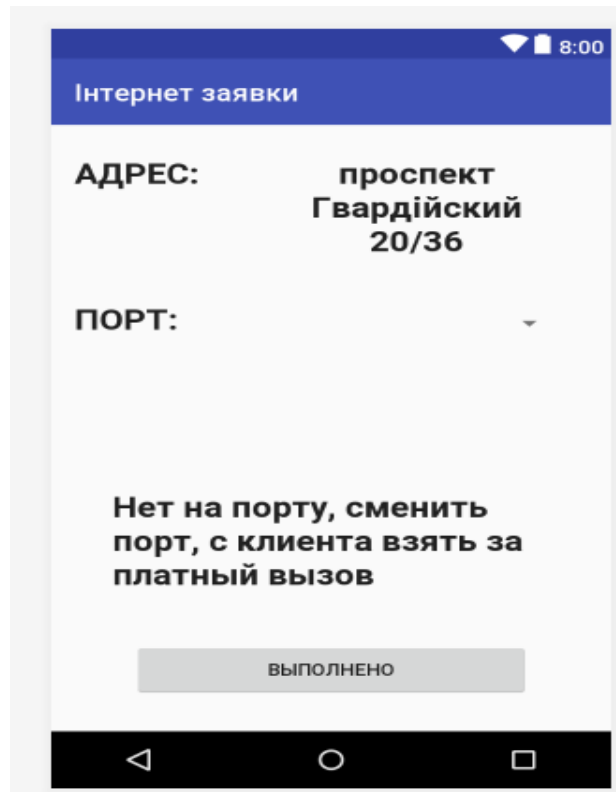 8:00
Інтернет заявки
АДРЕС:
проспект
Гвардійский
20/36
ПОРТ:
Нет на порту, сменить
порт, с клиента взять за
платный вызов
ВЫПОЛНЕНО